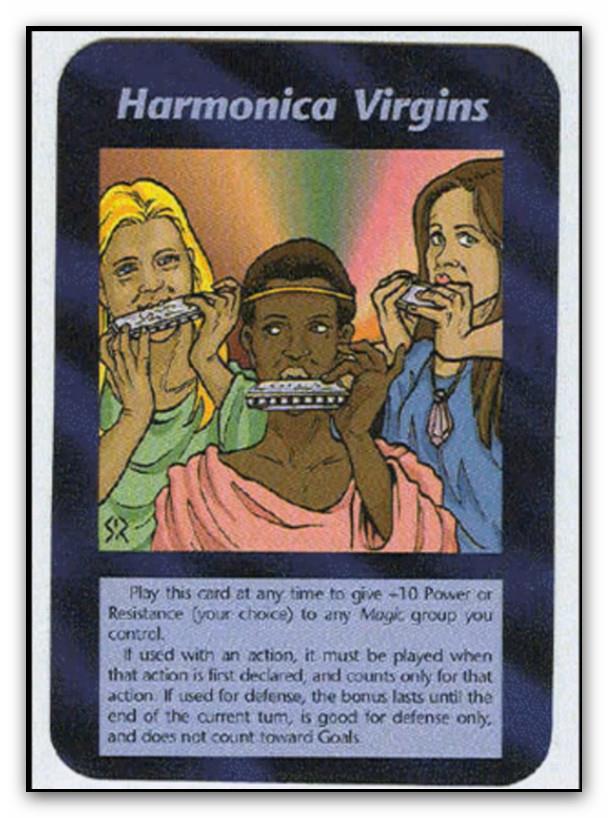 Harmonica Virgins
SR
Play this card at any time to give +10 Power or
Resistance (your choice) to any Magic group you
control.
If used with an action, it must be played when
that action is first declared, and counts only for that
action. If used for defense, the bonus lasts until the
end of the current turn, is good for defense only,
and does not count toward Goals.